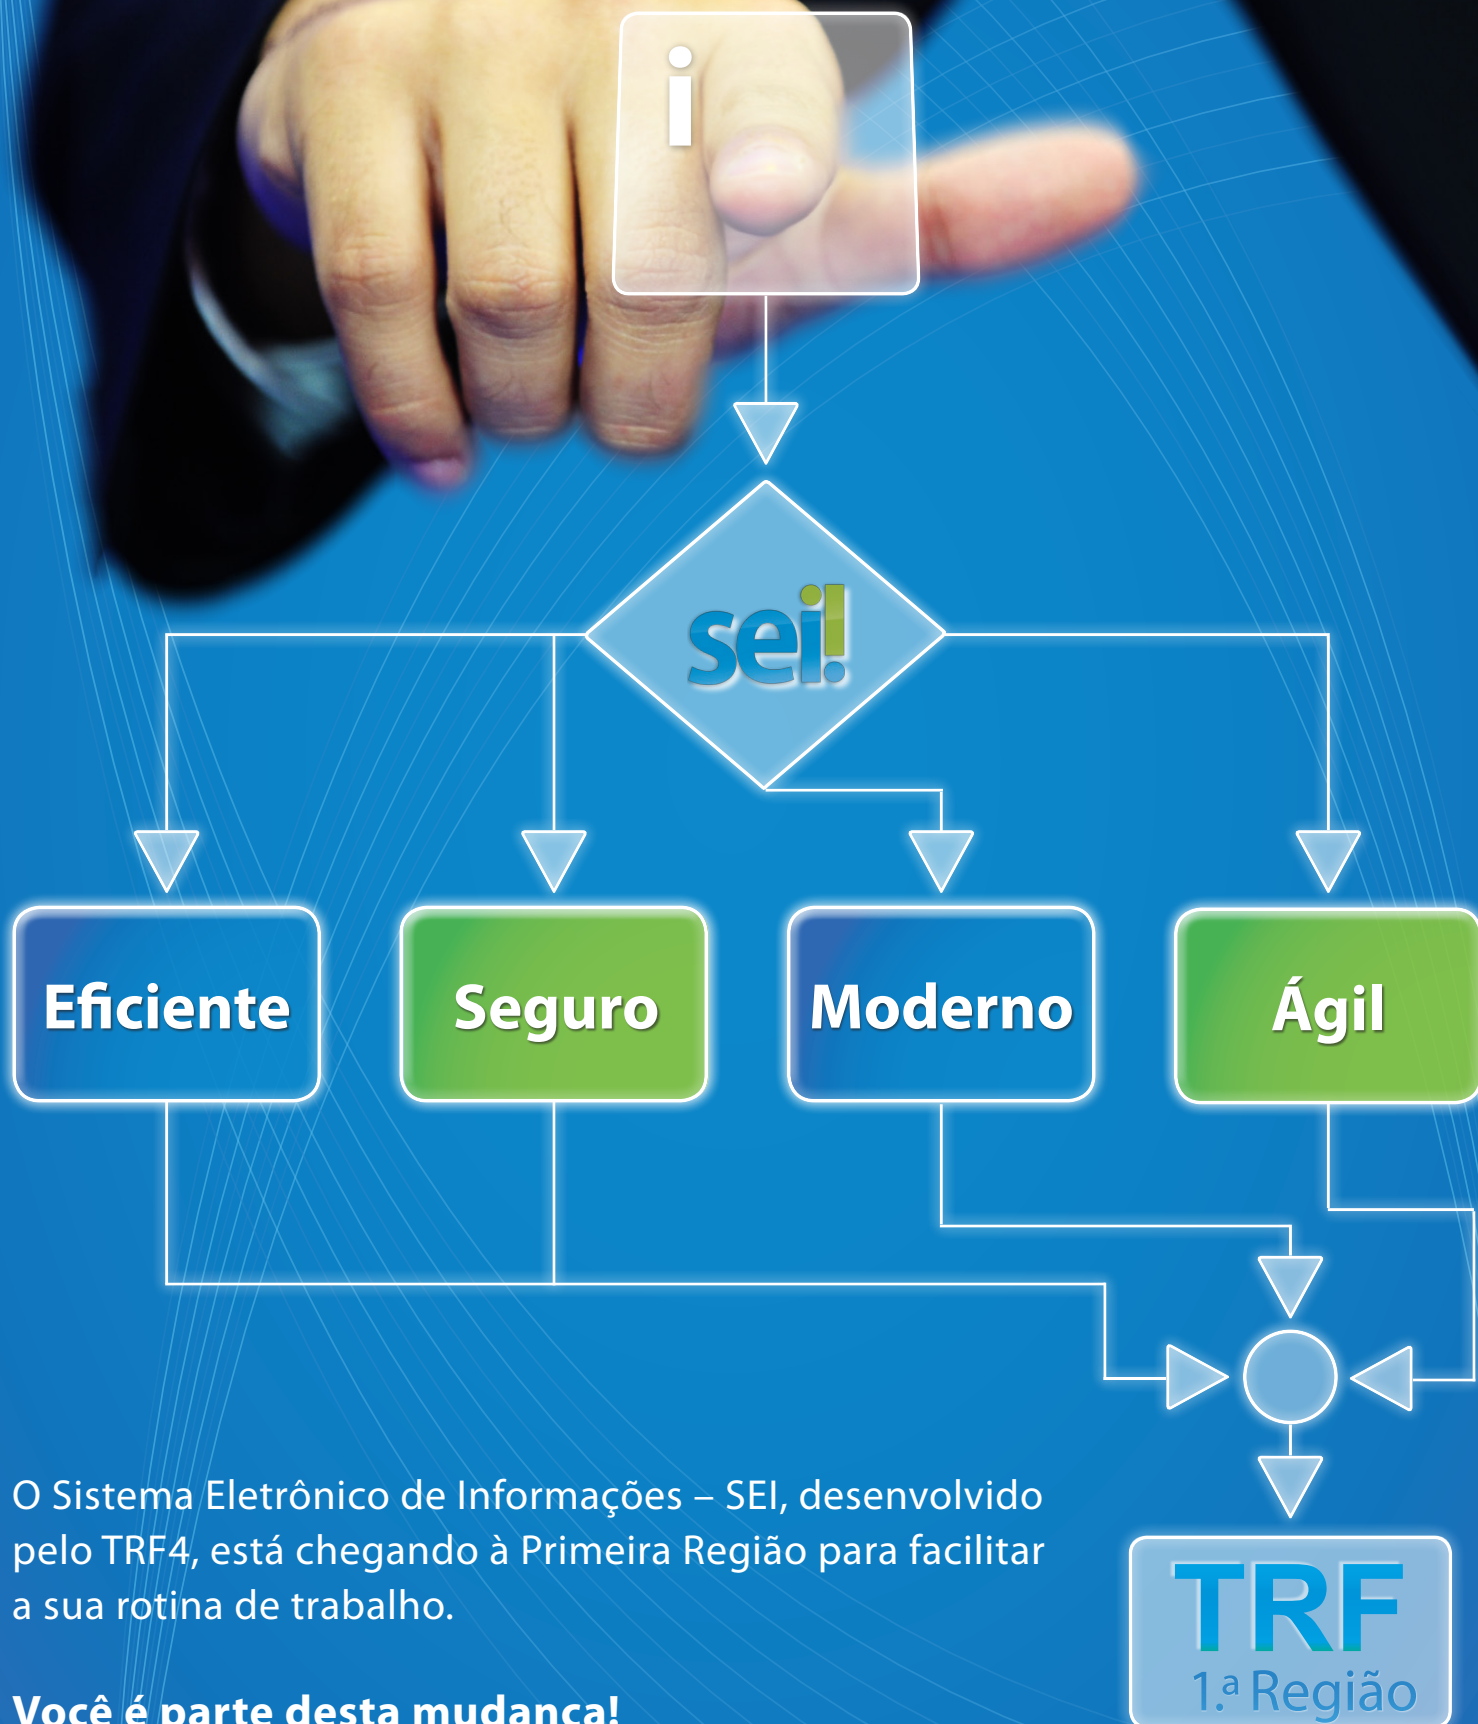 i
sei!
Eficiente
Seguro
Moderno
Ágil
O Sistema Eletrônico de Informações – SEI, desenvolvido
pelo TRF4, está chegando à Primeira Região para facilitar
a sua rotina de trabalho.
Você é parte desta mudança!
TRF
1.ª Região